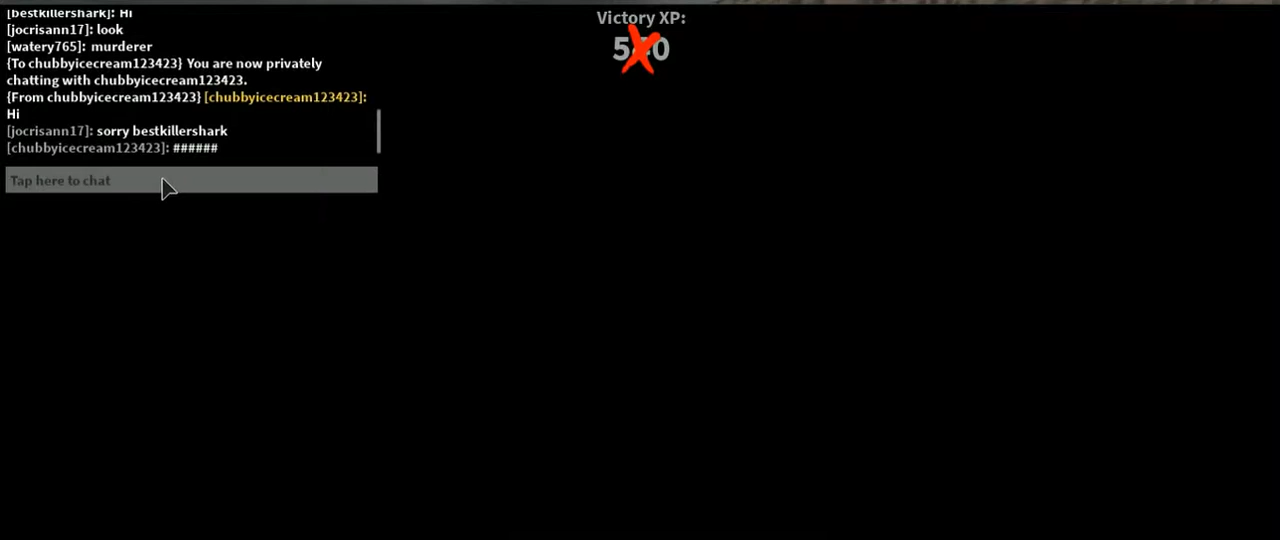 [bestkillershark]: Hi
[jocrisann17]: look
[watery765]: murderer
{To chubbyicecream123423} You are now privately
chatting with chubbyicecream123423.
{From chubbyicecream123423} [chubbyicecream123423]:
Hi
[jocrisann17]: sorry bestkillershark
[chubbyicecream123423]: ######
Tap here to chat
Victory XP: